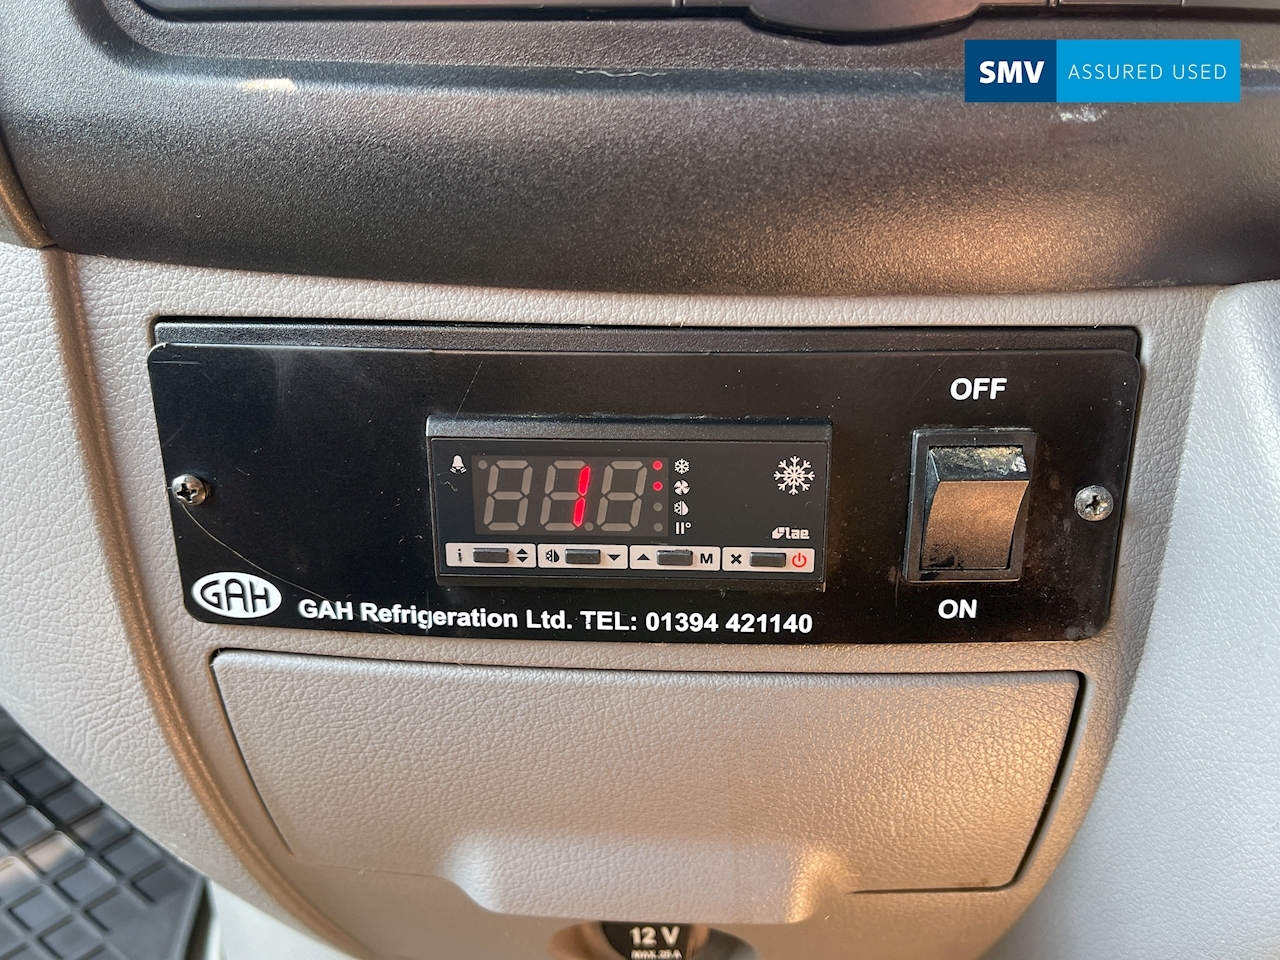 SMV ASSURED USED
OFF
1
lae
i
M
ON
GAH
GAH Refrigeration Ltd. TEL: 01394 421140
12 V